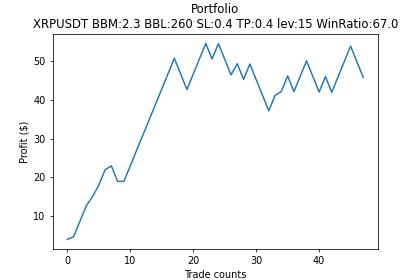 Portfolio
XRPUSDT BBM:2.3 BBL:260 SL:0.4 TP:0.4 lev:15 WinRatio:67.0
50
40
30
20
10
Profit ($)
0 10 20 30 40
Trade counts